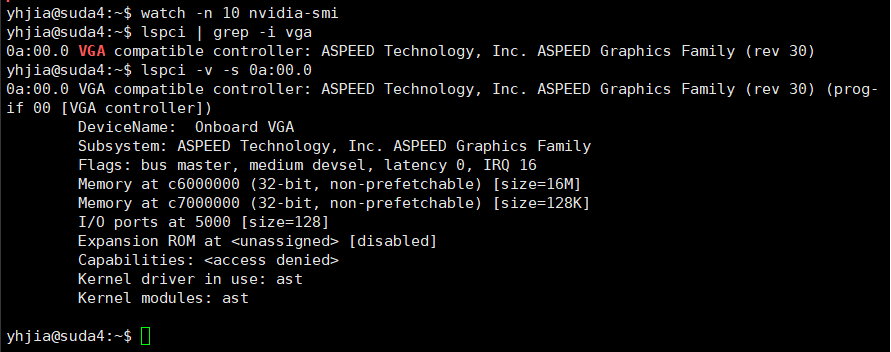 yhjia@suda4:~$ watch -n 10 nvidia-smi
yhjia@suda4:~$ lspci | grep -i vga
0a:00.0 VGA compatible controller: ASPEED Technology, Inc. ASPEED Graphics Family (rev 30)
yhjia@suda4:~$ lspci -v -s 0a:00.0
0a:00.0 VGA compatible controller: ASPEED Technology, Inc. ASPEED Graphics Family (rev 30) (prog-
if 00 [VGA controller])
        DeviceName:  Onboard VGA
        Subsystem: ASPEED Technology, Inc. ASPEED Graphics Family
        Flags: bus master, medium devsel, latency 0, IRQ 16
        Memory at c6000000 (32-bit, non-prefetchable) [size=16M]
        Memory at c7000000 (32-bit, non-prefetchable) [size=128K]
        I/O ports at 5000 [size=128]
        Expansion ROM at <unassigned> [disabled]
        Capabilities: <access denied>
        Kernel driver in use: ast
        Kernel modules: ast

yhjia@suda4:~$